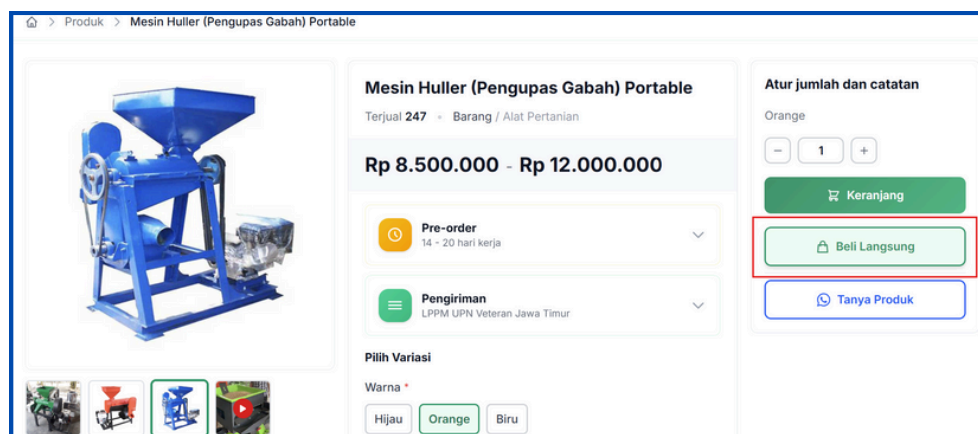 Produk > Mesin Huller (Pengupas Gabah) Portable
Mesin Huller (Pengupas Gabah) Portable
Terjual 247 • Barang / Alat Pertanian
Rp 8.500.000 - Rp 12.000.000
Pre-order
14 - 20 hari kerja
Pengiriman
LPPM UPN Veteran Jawa Timur
Pilih Variasi
Warna *
Hijau Orange Biru
Atur jumlah dan catatan
Orange
- 1 +
Keranjang
Beli Langsung
Tanya Produk